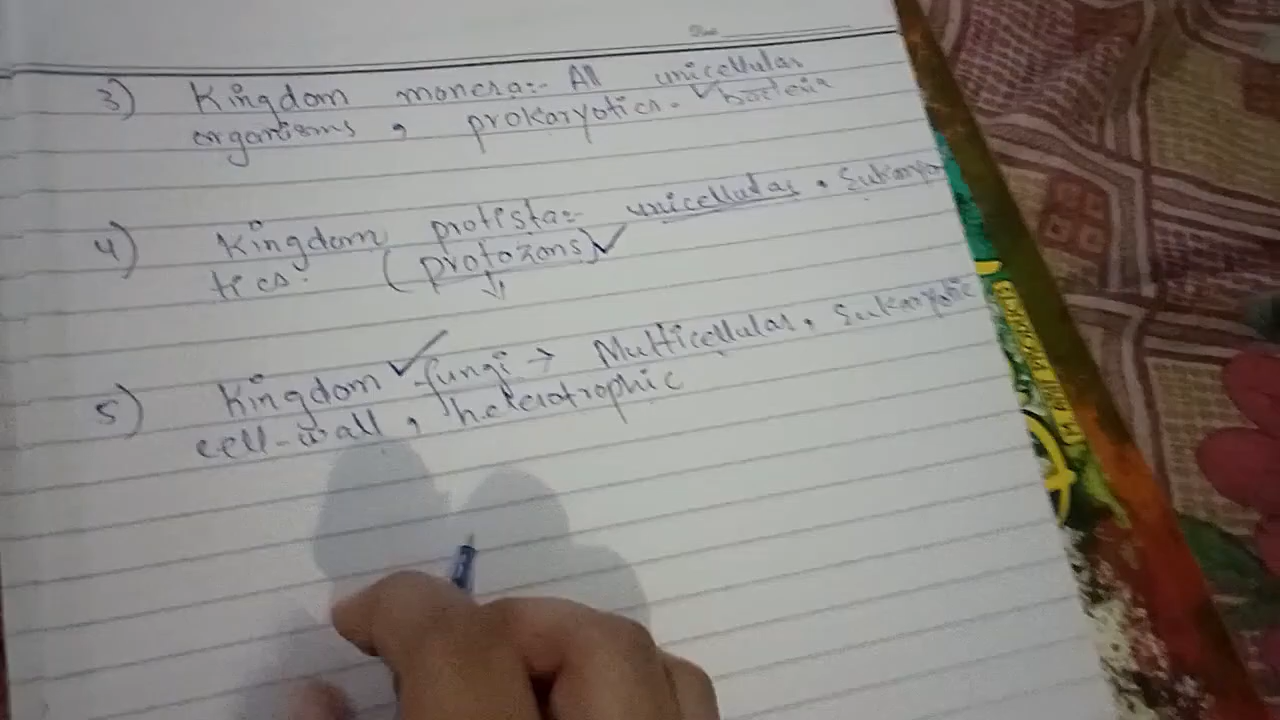 3) Kingdom monera:- All unicellular
organisms, prokaryotics. ✓bacteria
4) Kingdom protista:- unicellular. Eukaryo
tics. (protozons)✓
5) Kingdom ✓fungi → Multicellular. Eukaryotic
cell-wall, heterotrophic